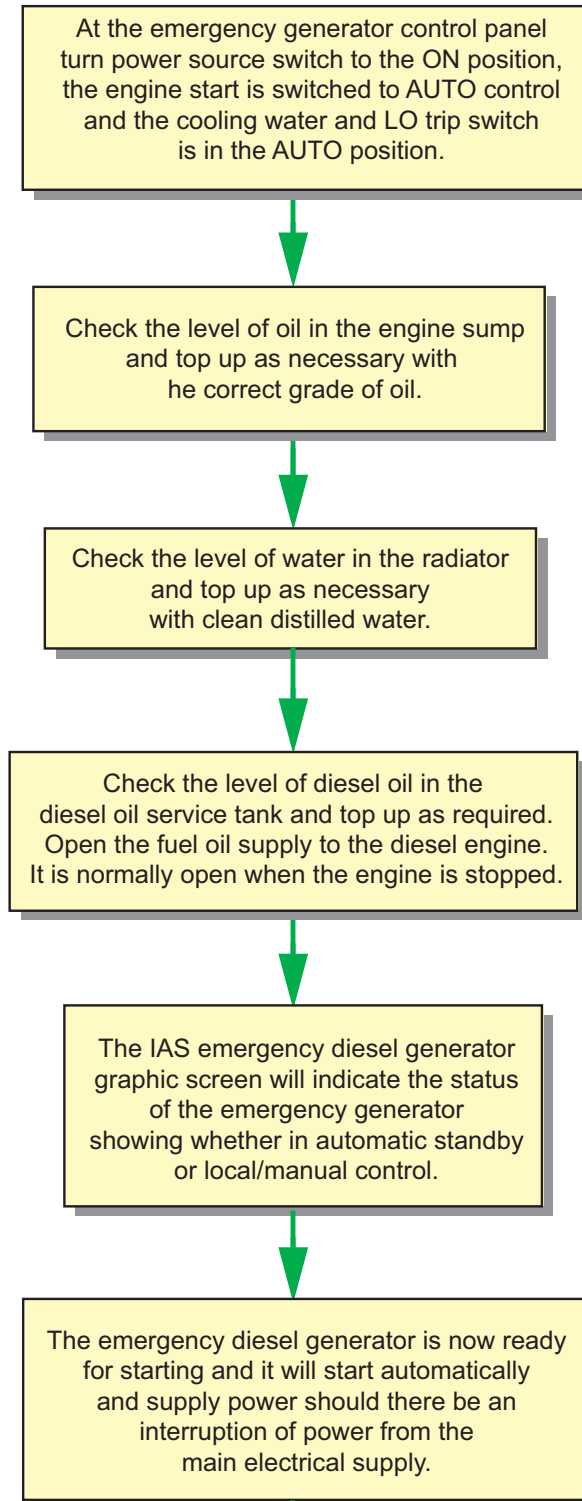 At the emergency generator control panel
turn power source switch to the ON position,
the engine start is switched to AUTO control
and the cooling water and LO trip switch
is in the AUTO position.
Check the level of oil in the engine sump
and top up as necessary with
he correct grade of oil.
Check the level of water in the radiator
and top up as necessary
with clean distilled water.
Check the level of diesel oil in the
diesel oil service tank and top up as required.
Open the fuel oil supply to the diesel engine.
It is normally open when the engine is stopped.
The IAS emergency diesel generator
graphic screen will indicate the status
of the emergency generator
showing whether in automatic standby
or local/manual control.
The emergency diesel generator is now ready
for starting and it will start automatically
and supply power should there be an
interruption of power from the
main electrical supply.